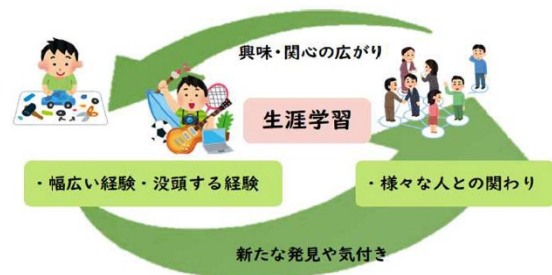 興味・関心の広がり
生涯学習
・幅広い経験・没頭する経験
・様々な人との関わり
新たな発見や気付き